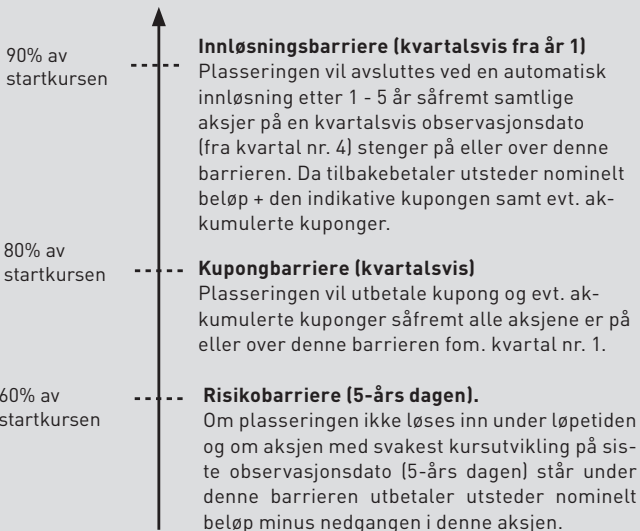 90% av
startkursen
Innløsningsbarriere (kvartalsvis fra år 1)
Plasseringen vil avsluttes ved en automatisk
innløsning etter 1 - 5 år såfremt samtlige
aksjer på en kvartalsvis observasjonsdato
(fra kvartal nr. 4) stenger på eller over denne
barrieren. Da tilbakebetaler utsteder nominelt
beløp + den indikative kupongen samt evt. ak-
kumulerte kuponger.
80% av
startkursen
Kupongbarriere (kvartalsvis)
Plasseringen vil utbetale kupong og evt. ak-
kumulerte kuponger såfremt alle aksjene er på
eller over denne barrieren fom. kvartal nr. 1.
60% av
startkursen
Risikobarriere (5-års dagen).
Om plasseringen ikke løses inn under løpetiden
og om aksjen med svakest kursutvikling på sis-
te observasjonsdato (5-års dagen) står under
denne barrieren utbetaler utsteder nominelt
beløp minus nedgangen i denne aksjen.